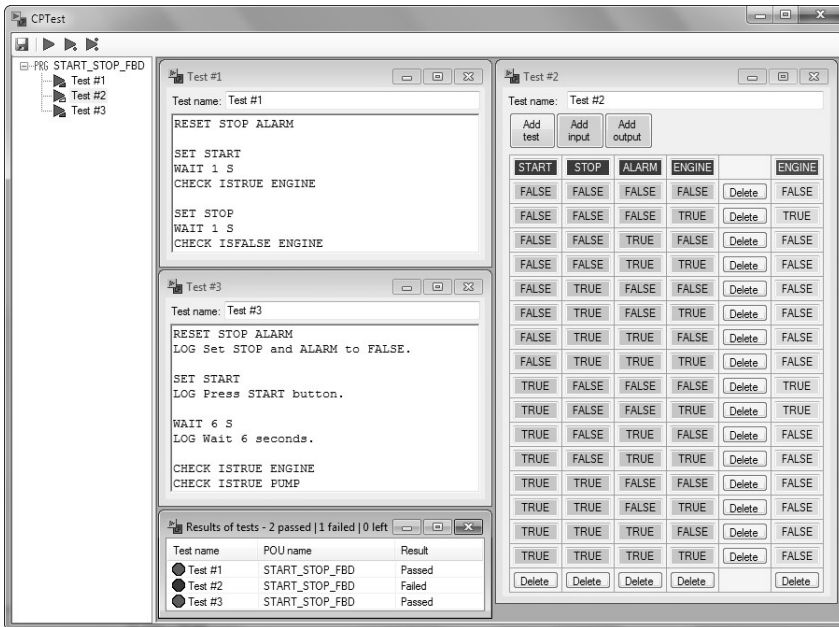 CPTest
PRG START_STOP_FBD
Test #1
Test #2
Test #3
Test #1
Test name: Test #1
RESET STOP ALARM
SET START
WAIT 1 S
CHECK ISTRUE ENGINE
SET STOP
WAIT 1 S
CHECK ISFALSE ENGINE
Test #3
Test name: Test #3
RESET STOP ALARM
LOG Set STOP and ALARM to FALSE.
SET START
LOG Press START button.
WAIT 6 S
LOG Wait 6 seconds.
CHECK ISTRUE ENGINE
CHECK ISTRUE PUMP
Results of tests - 2 passed | 1 failed | 0 left
Test name POU name Result
Test #1 START_STOP_FBD Passed
Test #2 START_STOP_FBD Failed
Test #3 START_STOP_FBD Passed
Test #2
Test name: Test #2
Add test Add input Add output
START STOP ALARM ENGINE ENGINE
FALSE FALSE FALSE FALSE Delete FALSE
FALSE FALSE FALSE TRUE Delete TRUE
FALSE FALSE TRUE FALSE Delete FALSE
FALSE FALSE TRUE TRUE Delete FALSE
FALSE TRUE FALSE FALSE Delete FALSE
FALSE TRUE FALSE TRUE Delete FALSE
FALSE TRUE TRUE FALSE Delete FALSE
FALSE TRUE TRUE TRUE Delete FALSE
TRUE FALSE FALSE FALSE Delete TRUE
TRUE FALSE FALSE TRUE Delete TRUE
TRUE FALSE TRUE FALSE Delete FALSE
TRUE FALSE TRUE TRUE Delete FALSE
TRUE TRUE FALSE FALSE Delete FALSE
TRUE TRUE FALSE TRUE Delete FALSE
TRUE TRUE TRUE FALSE Delete FALSE
TRUE TRUE TRUE TRUE Delete FALSE
Delete Delete Delete Delete Delete